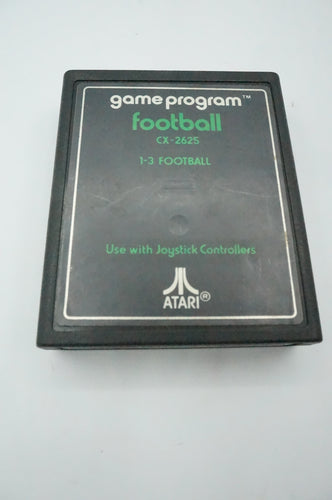 game program™
football
CX-2625
1-3 FOOTBALL
Use with Joystick Controllers
ATARI®